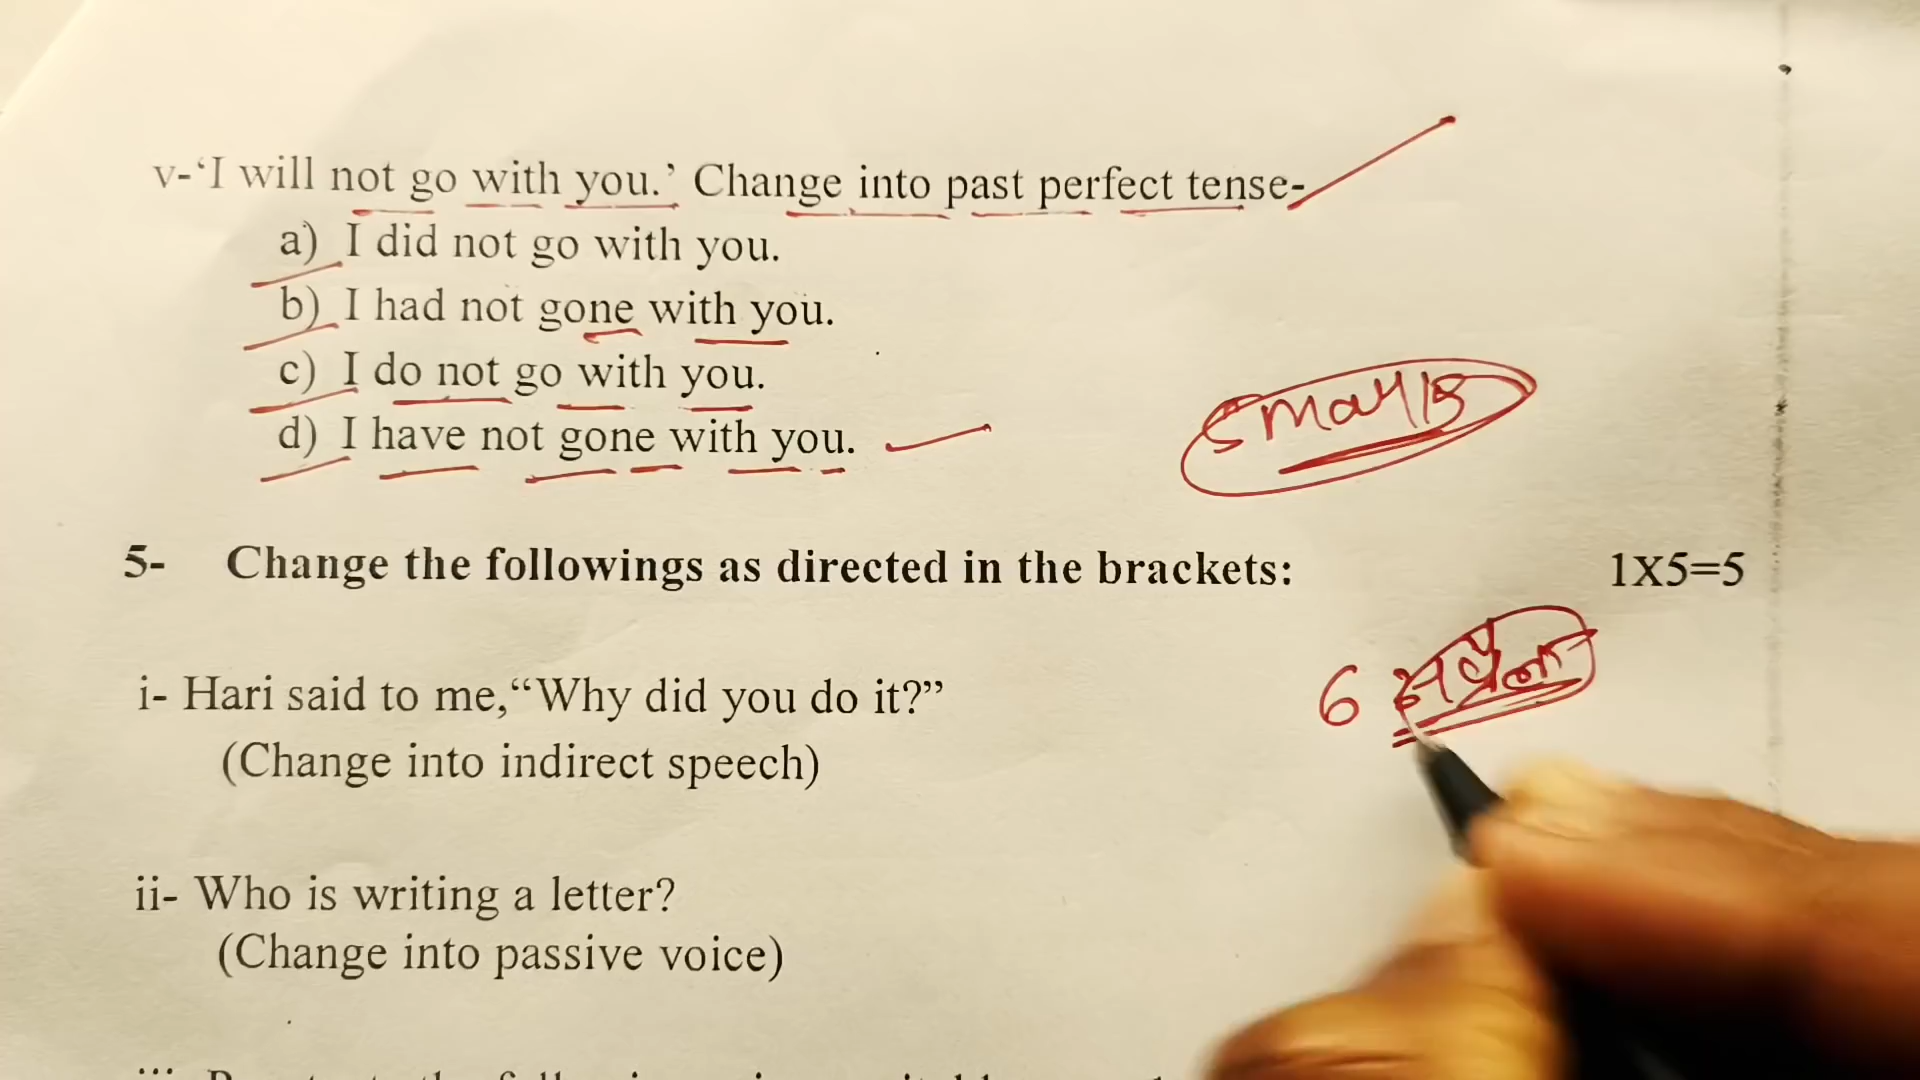 v-‘I will not go with you.’ Change into past perfect tense-
a) I did not go with you.
b) I had not gone with you.
c) I do not go with you.
d) I have not gone with you.
5- Change the followings as directed in the brackets: 1X5=5
i- Hari said to me,“Why did you do it?”
6
(Change into indirect speech)
ii- Who is writing a letter?
(Change into passive voice)